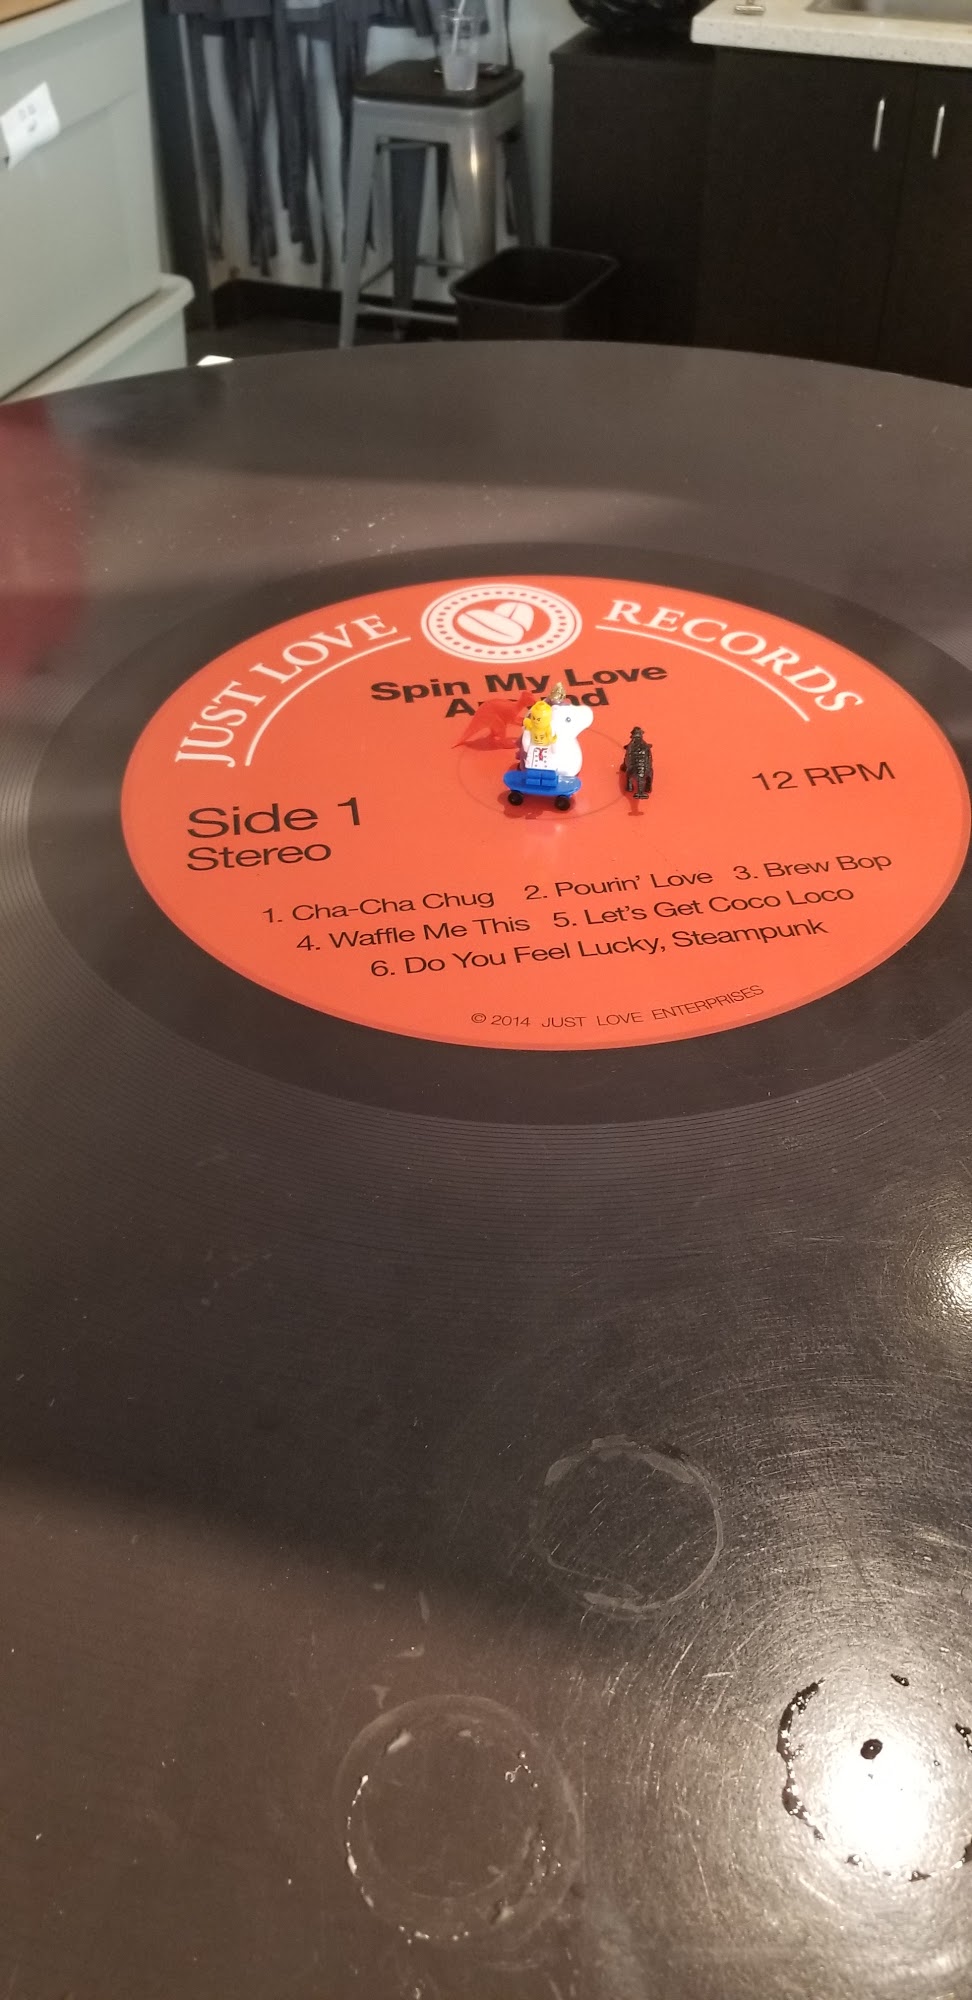 JUST LOVE RECORDS
Spin My Love
Around
12 RPM
Side 1
Stereo
1. Cha-Cha Chug 2. Pourin' Love 3. Brew Bop
4. Waffle Me This 5. Let's Get Coco Loco
6. Do You Feel Lucky, Steampunk
© 2014 JUST LOVE ENTERPRISES